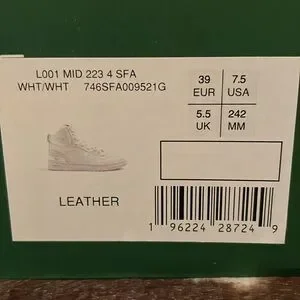 L001 MID 223 4 SFA
WHT/WHT 746SFA009521G
39 7.5
EUR USA
5.5 242
UK MM
LEATHER
1 96224 28724 9